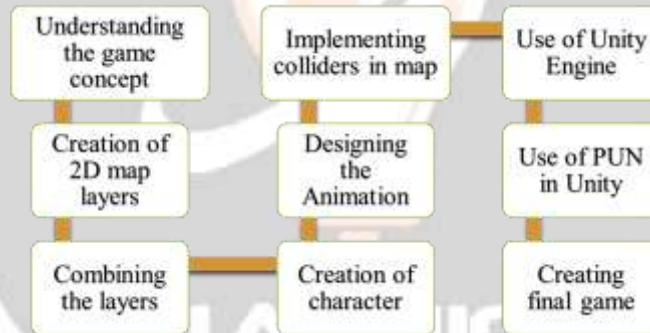 Understanding
the game
concept
Creation of
2D map
layers
Combining
the layers
Creation of
character
Designing
the
Animation
Implementing
colliders in map
Use of Unity
Engine
Use of PUN
in Unity
Creating
final game